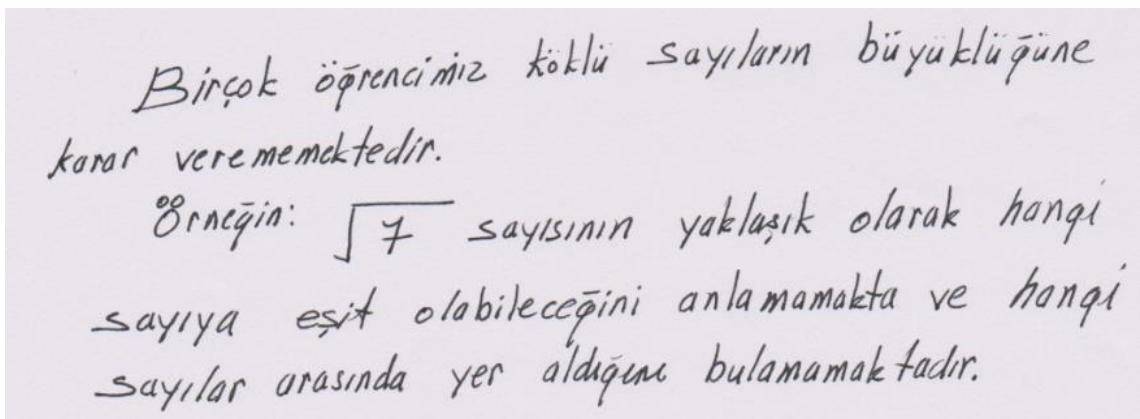 Birçok öğrencimiz köklü sayıların büyüklüğüne
karar verememektedir.
Örneğin: √7 sayısının yaklaşık olarak hangi
sayıya eşit olabileceğini anlamamakta ve hangi
sayılar arasında yer aldığını bulamamaktadır.